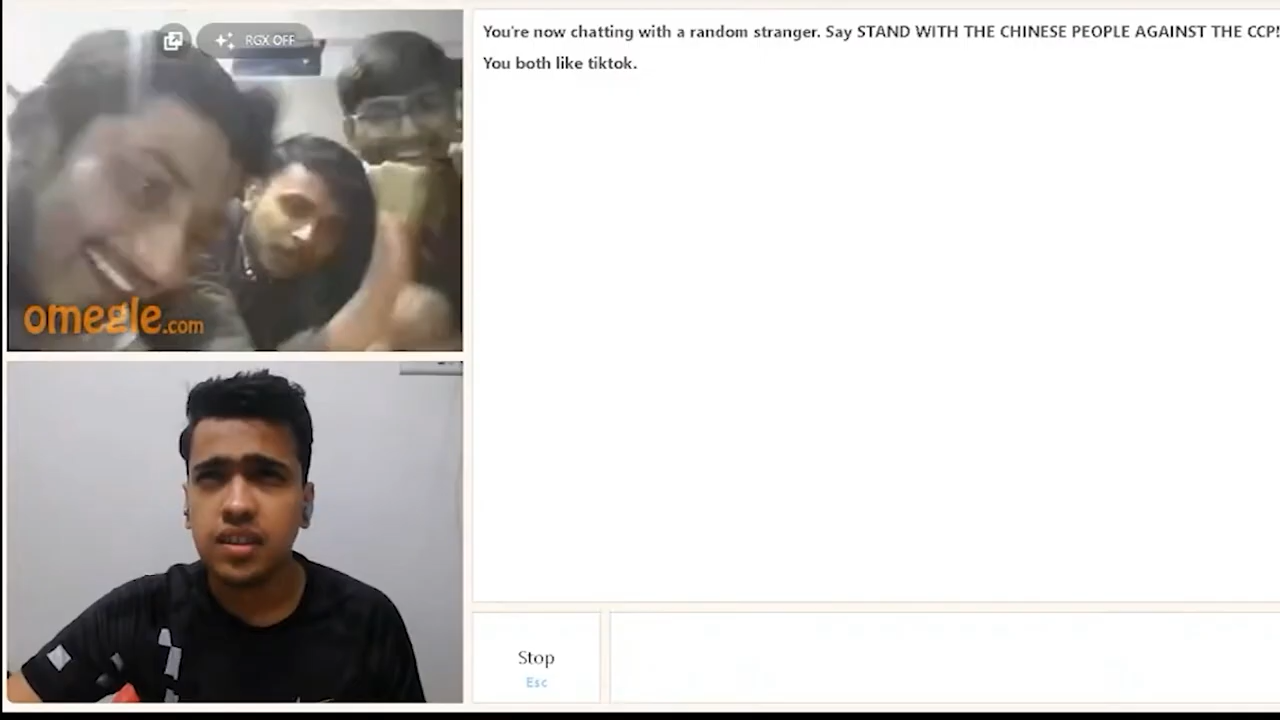 RGX OFF
omegle.com
You're now chatting with a random stranger. Say STAND WITH THE CHINESE PEOPLE AGAINST THE CCP!
You both like tiktok.
Stop
Esc